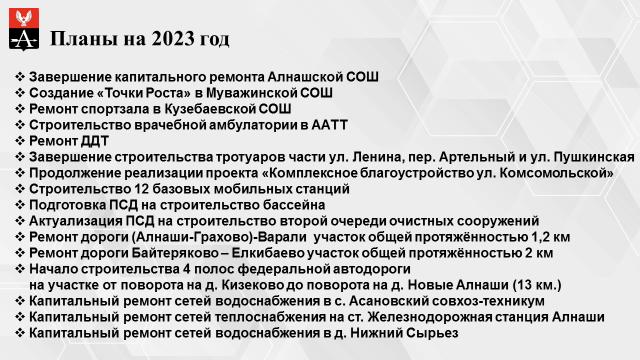 Планы на 2023 год
❖ Завершение капитального ремонта Алнашской СОШ
❖ Создание «Точки Роста» в Муважинской СОШ
❖ Ремонт спортзала в Кузебаевской СОШ
❖ Строительство врачебной амбулатории в ААТТ
❖ Ремонт ДДТ
❖ Завершение строительства тротуаров части ул. Ленина, пер. Артельный и ул. Пушкинская
❖ Продолжение реализации проекта «Комплексное благоустройство ул. Комсомольской»
❖ Строительство 12 базовых мобильных станций
❖ Подготовка ПСД на строительство бассейна
❖ Актуализация ПСД на строительство второй очереди очистных сооружений
❖ Ремонт дороги (Алнаши-Грахово)-Варали участок общей протяжённостью 1,2 км
❖ Ремонт дороги Байтеряково – Елкибаево участок общей протяжённостью 2 км
❖ Начало строительства 4 полос федеральной автодороги
на участке от поворота на д. Кизеково до поворота на д. Новые Алнаши (13 км.)
❖ Капитальный ремонт сетей водоснабжения в с. Асановский совхоз-техникум
❖ Капитальный ремонт сетей теплоснабжения на ст. Железнодорожная станция Алнаши
❖ Капитальный ремонт сетей водоснабжения в д. Нижний Сырьез